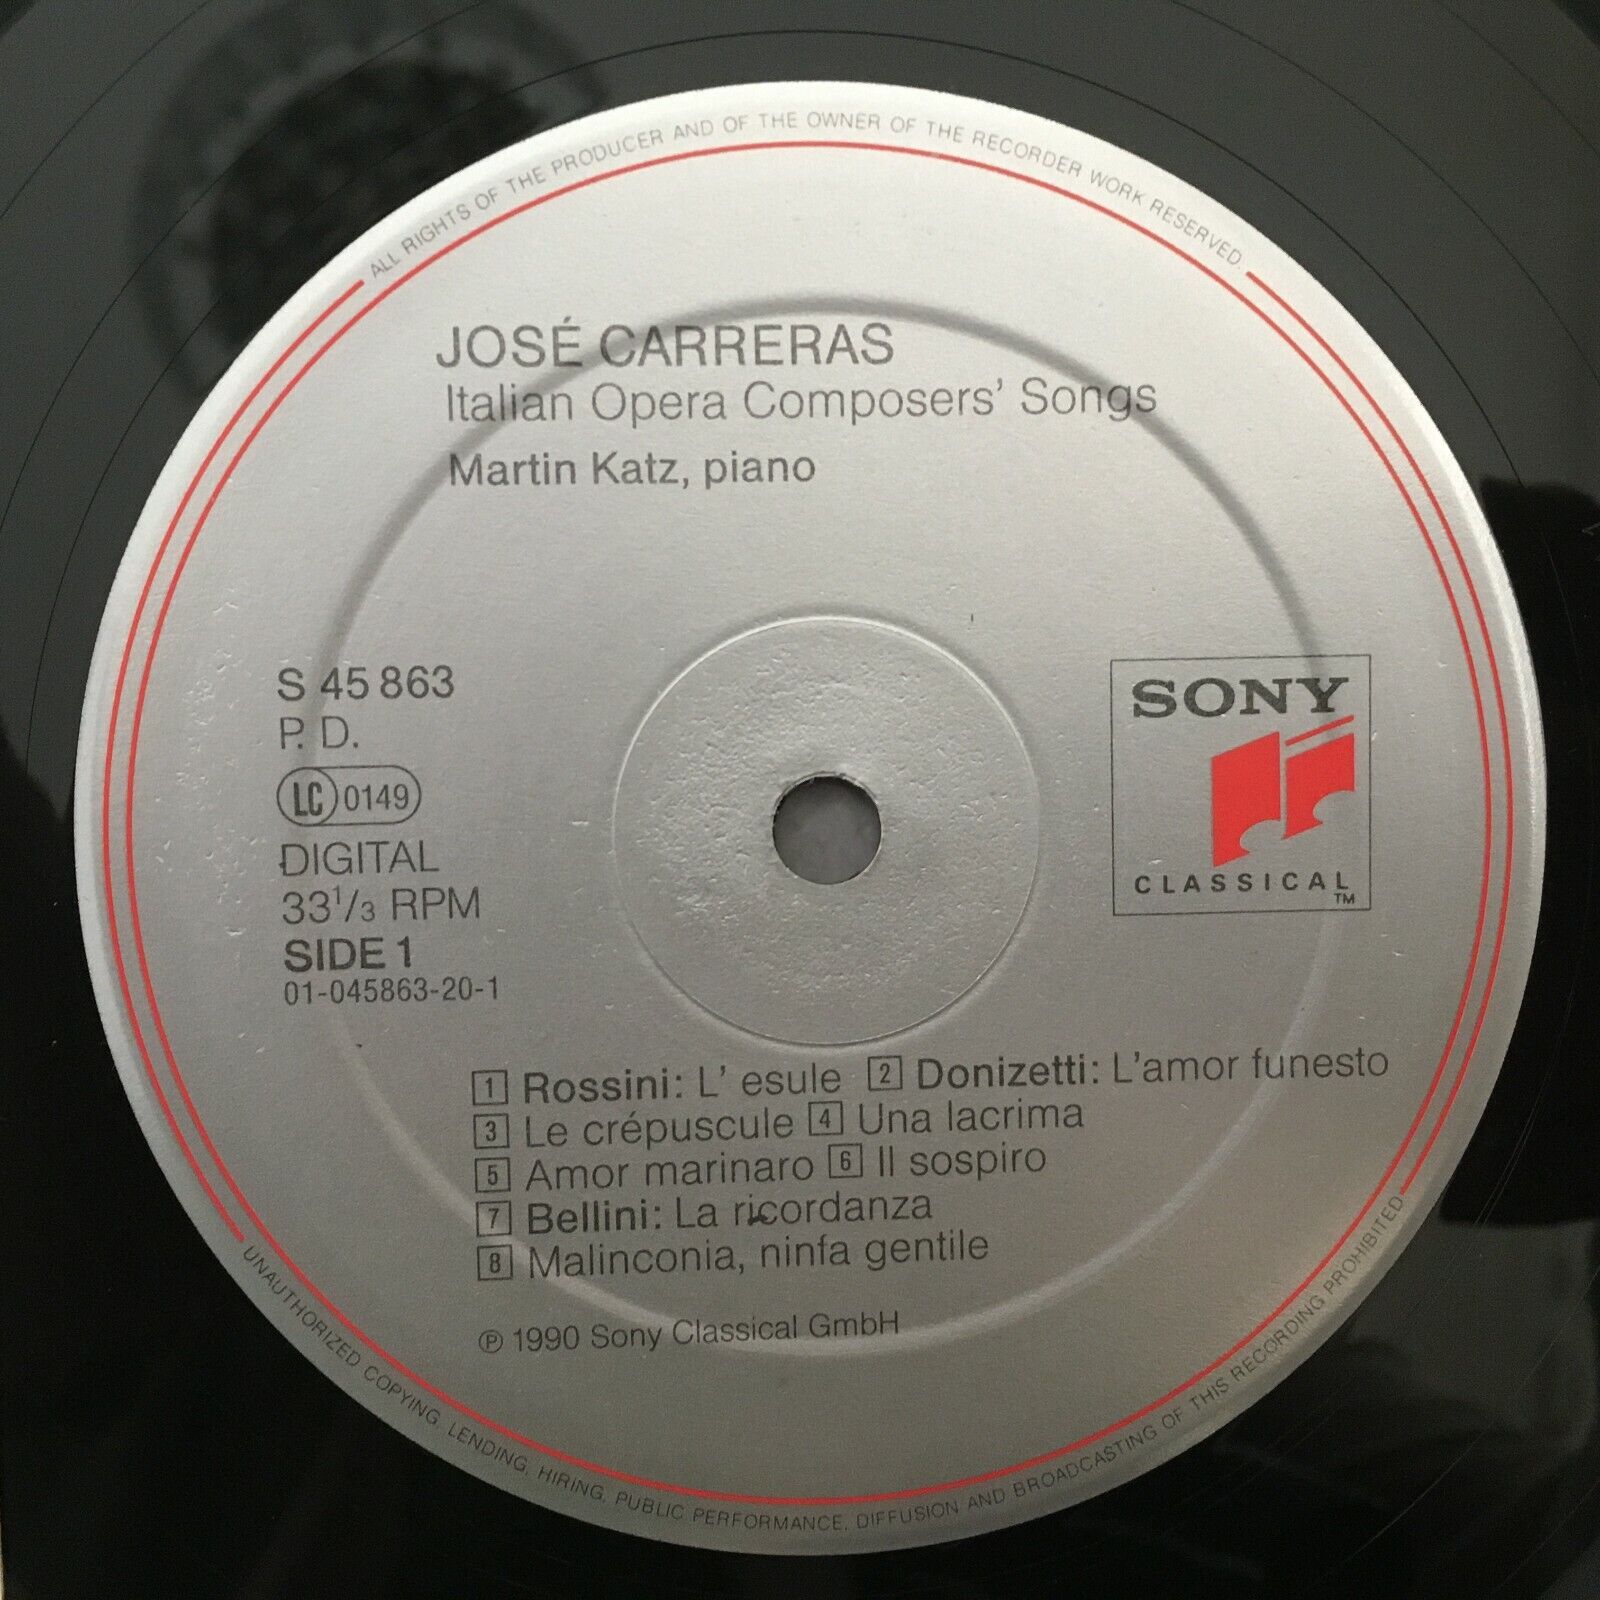 ALL RIGHTS OF THE PRODUCER AND OF THE OWNER OF THE RECORDER WORK RESERVED.
JOSÉ CARRERAS
Italian Opera Composers' Songs
Martin Katz, piano
S 45 863
P. D.
LC 0149
DIGITAL
33 1/3 RPM
SIDE 1
01-045863-20-1
SONY
CLASSICAL
TM
1 Rossini: L' esule 2 Donizetti: L'amor funesto
3 Le crépuscule 4 Una lacrima
5 Amor marinaro 6 Il sospiro
7 Bellini: La ricordanza
8 Malinconia, ninfa gentile
℗ 1990 Sony Classical GmbH
UNAUTHORIZED COPYING, LENDING, HIRING, PUBLIC PERFORMANCE, DIFFUSION AND BROADCASTING OF THIS RECORDING PROHIBITED